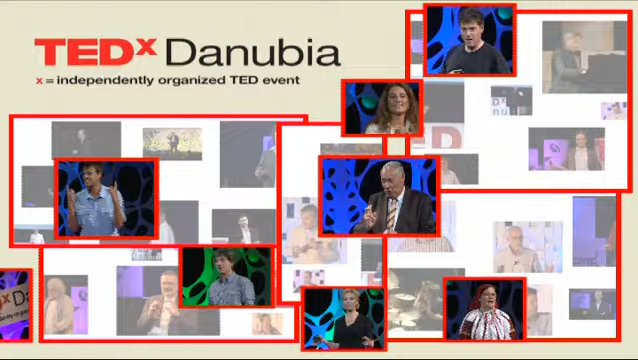 TEDx Danubia
x = independently organized TED event